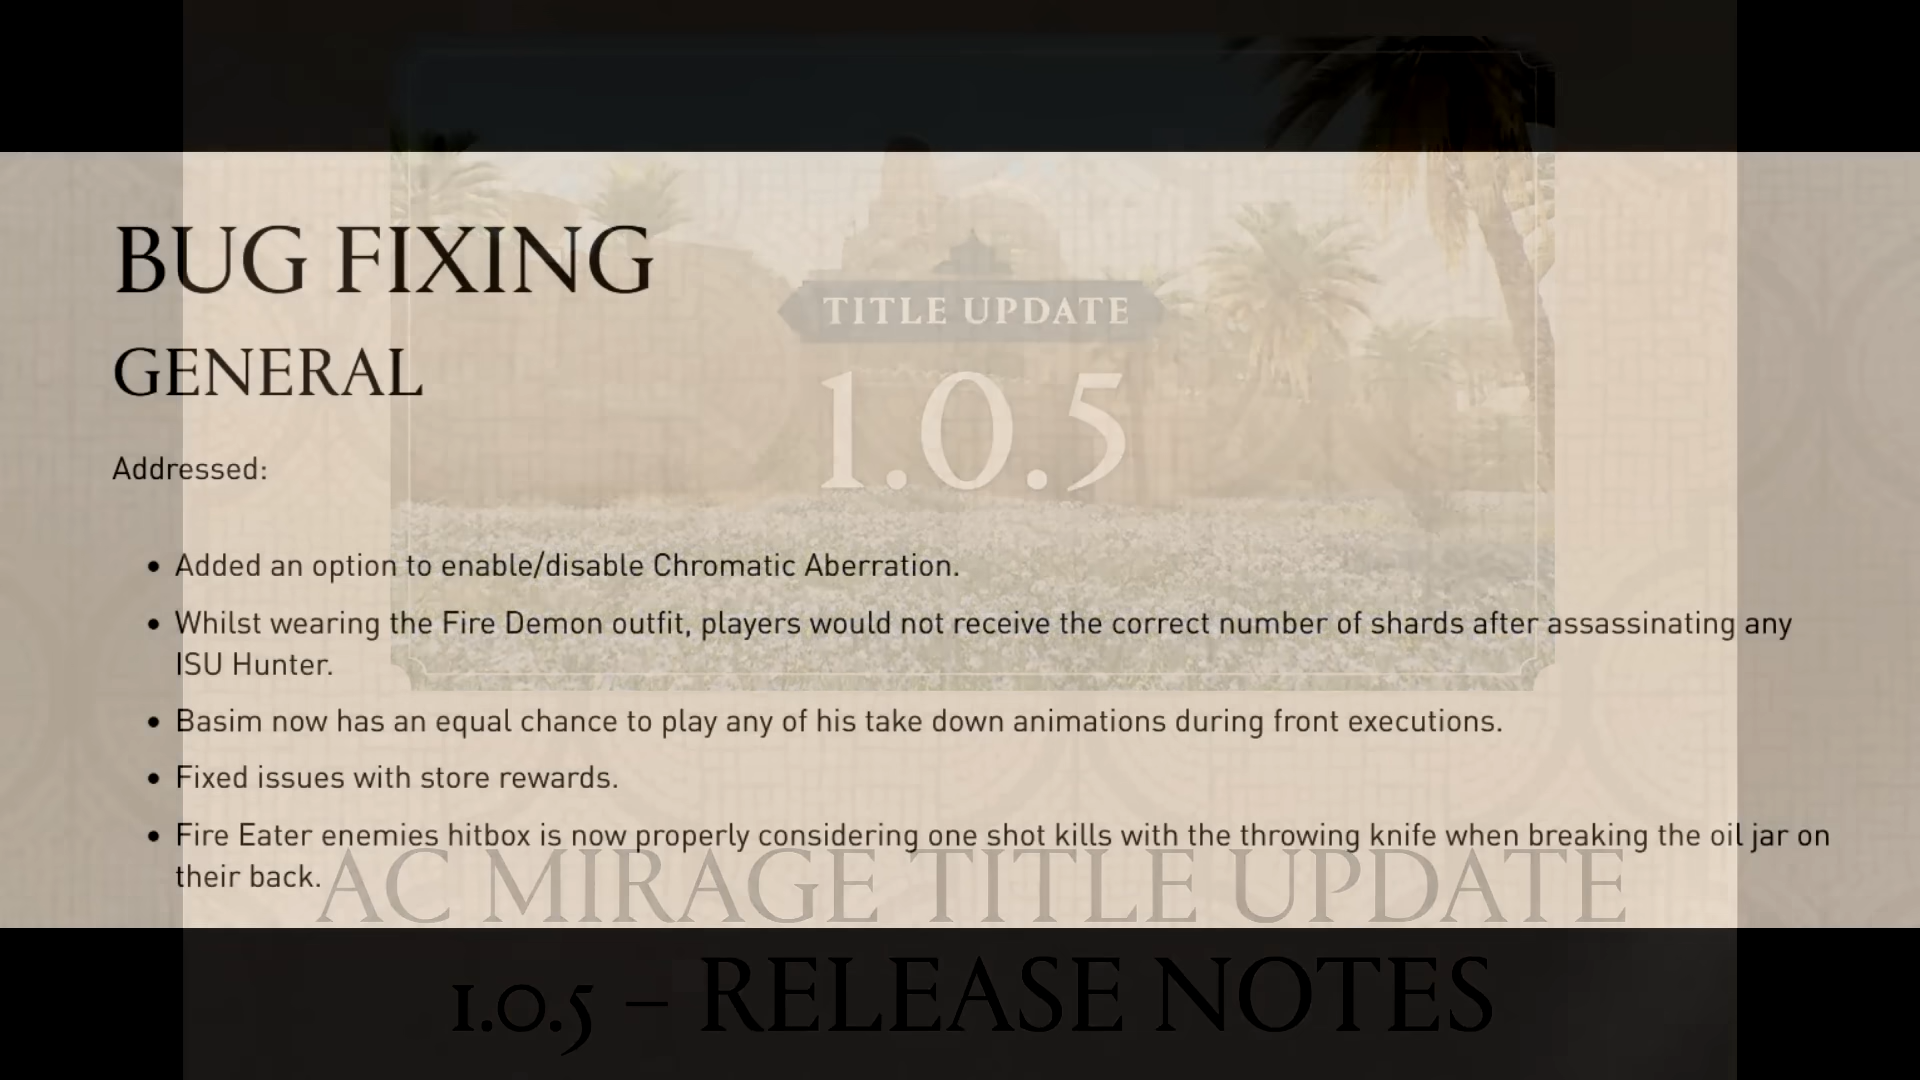 BUG FIXING
TITLE UPDATE
1.0.5
GENERAL
Addressed:
• Added an option to enable/disable Chromatic Aberration.
• Whilst wearing the Fire Demon outfit, players would not receive the correct number of shards after assassinating any
ISU Hunter.
• Basim now has an equal chance to play any of his take down animations during front executions.
• Fixed issues with store rewards.
• Fire Eater enemies hitbox is now properly considering one shot kills with the throwing knife when breaking the oil jar on
their back.
AC MIRAGE TITLE UPDATE
1.0.5 – RELEASE NOTES